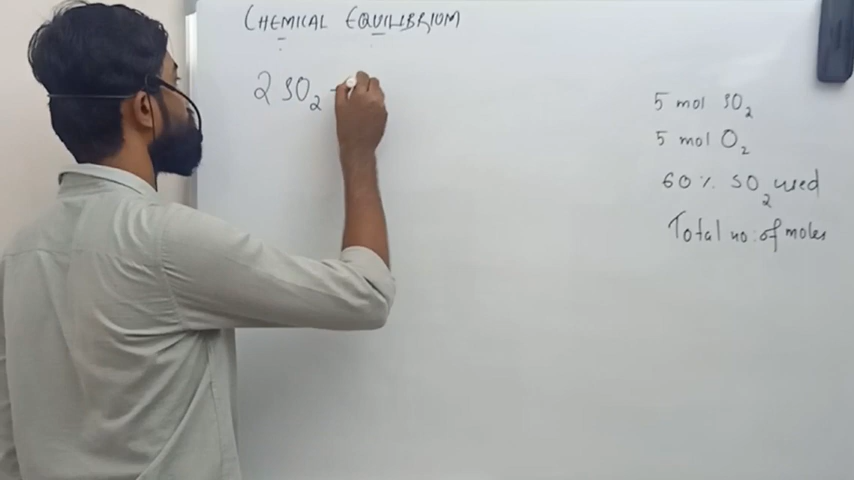 CHEMICAL EQUILIBRIUM
2 SO2 -
5 mol SO2
5 mol O2
60% SO2 used
Total no. of moles